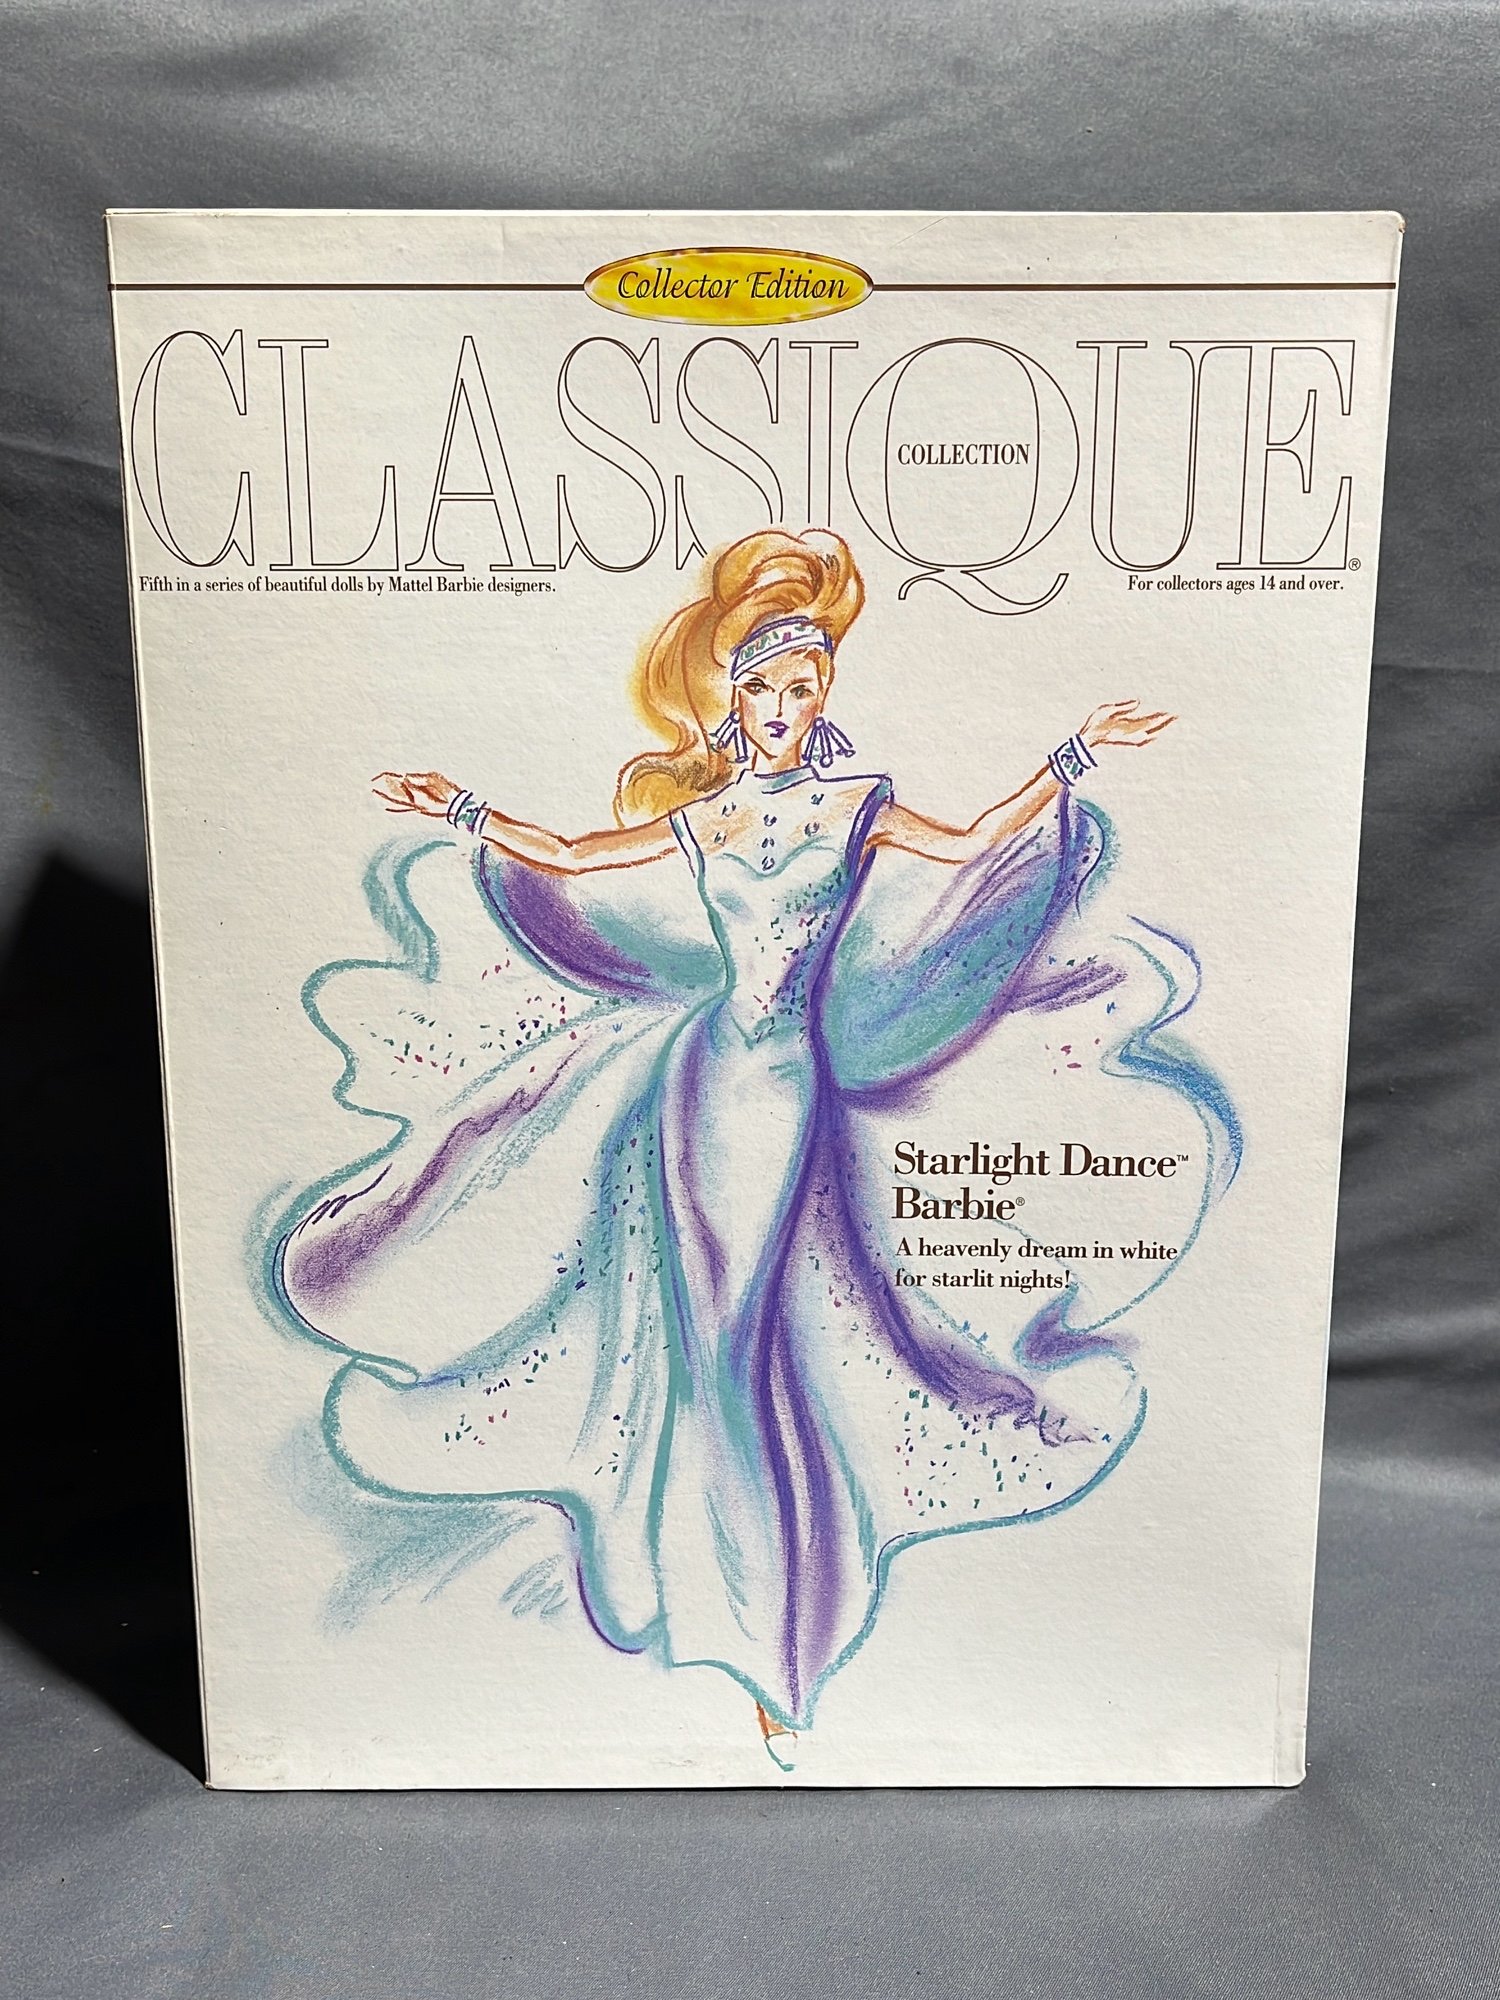 Collector Edition
CLASSIQUE
COLLECTION
®
Fifth in a series of beautiful dolls by Mattel Barbie designers.
For collectors ages 14 and over.
Starlight Dance™
Barbie®
A heavenly dream in white
for starlit nights!